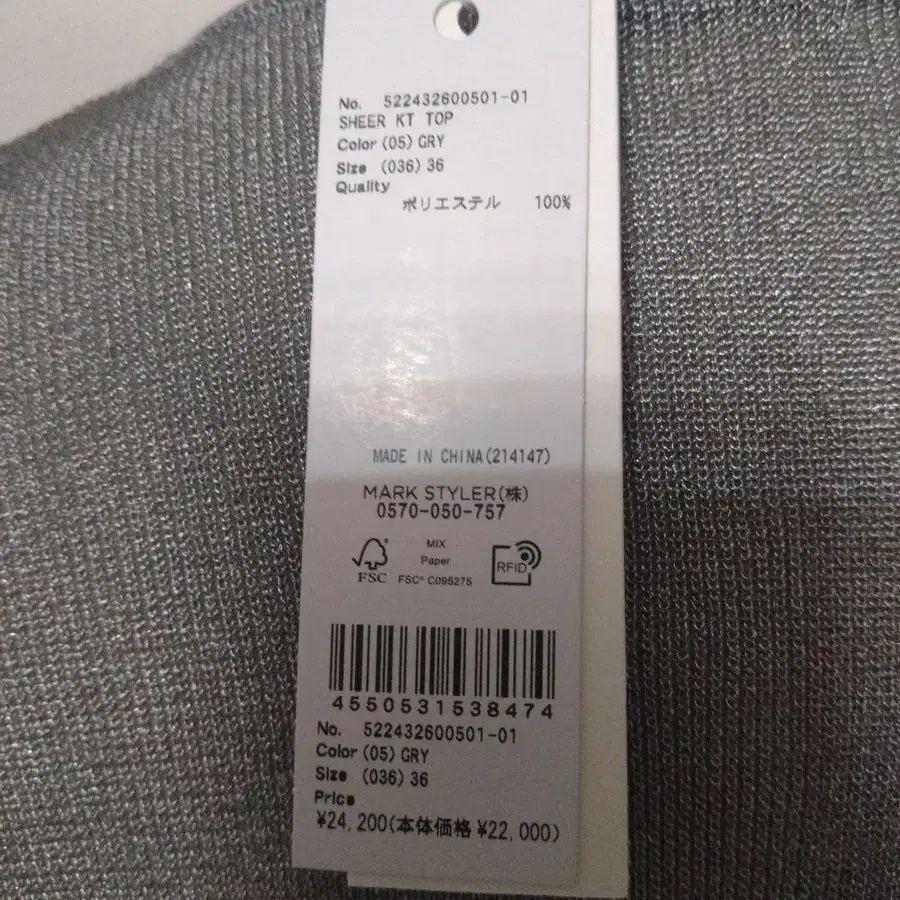 No. 522432600501-01
SHEER KT TOP
Color (05) GRY
Size (036) 36
Quality
ポリエステル 100%
MADE IN CHINA(214147)
MARK STYLER(株)
0570-050-757
MIX
Paper
FSC
FSC® C095275
RFID
4550531538474
No. 522432600501-01
Color (05) GRY
Size (036) 36
Price
¥24,200(本体価格 ¥22,000)